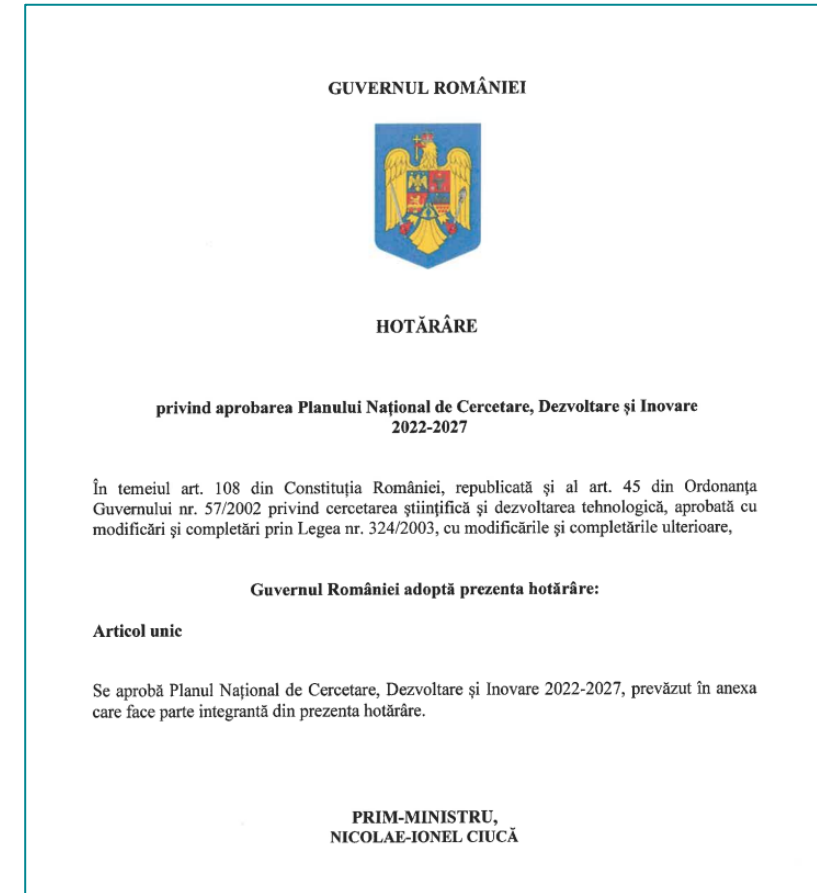 GUVERNUL ROMÂNIEI
HOTĂRÂRE
privind aprobarea Planului Național de Cercetare, Dezvoltare și Inovare
2022-2027
În temeiul art. 108 din Constituția României, republicată și al art. 45 din Ordonanța
Guvernului nr. 57/2002 privind cercetarea științifică și dezvoltarea tehnologică, aprobată cu
modificări și completări prin Legea nr. 324/2003, cu modificările și completările ulterioare,
Guvernul României adoptă prezenta hotărâre:
Articol unic
Se aprobă Planul Național de Cercetare, Dezvoltare și Inovare 2022-2027, prevăzut în anexa
care face parte integrantă din prezenta hotărâre.
PRIM-MINISTRU,
NICOLAE-IONEL CIUCĂ